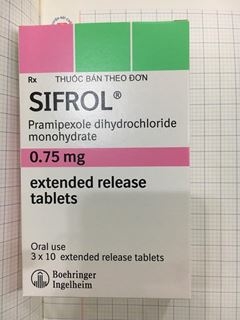 Rx THUỐC BÁN THEO ĐƠN
SIFROL®
Pramipexole dihydrochloride
monohydrate
0.75 mg
extended release
tablets
Oral use
3 x 10 extended release tablets
Boehringer
Ingelheim